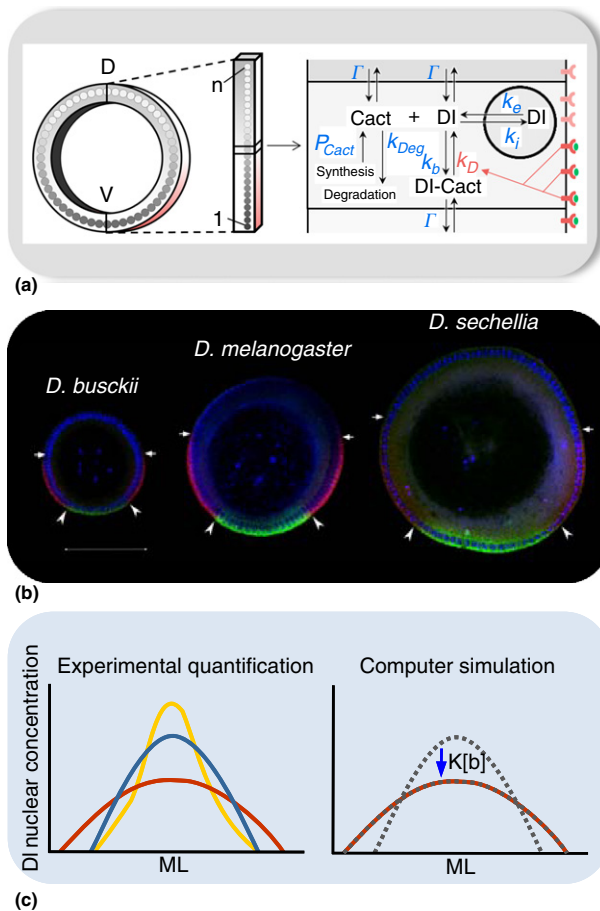 D
V
n
1
Γ
Γ
Cact + Dl
k_e
Dl
k_i
P_Cact
k_Deg
k_b
k_D
Synthesis
Degradation
Dl-Cact
Γ
(a)
D. busckii
D. melanogaster
D. sechellia
(b)
Experimental quantification
Computer simulation
Dl nuclear concentration
K[b]
ML
ML
(c)